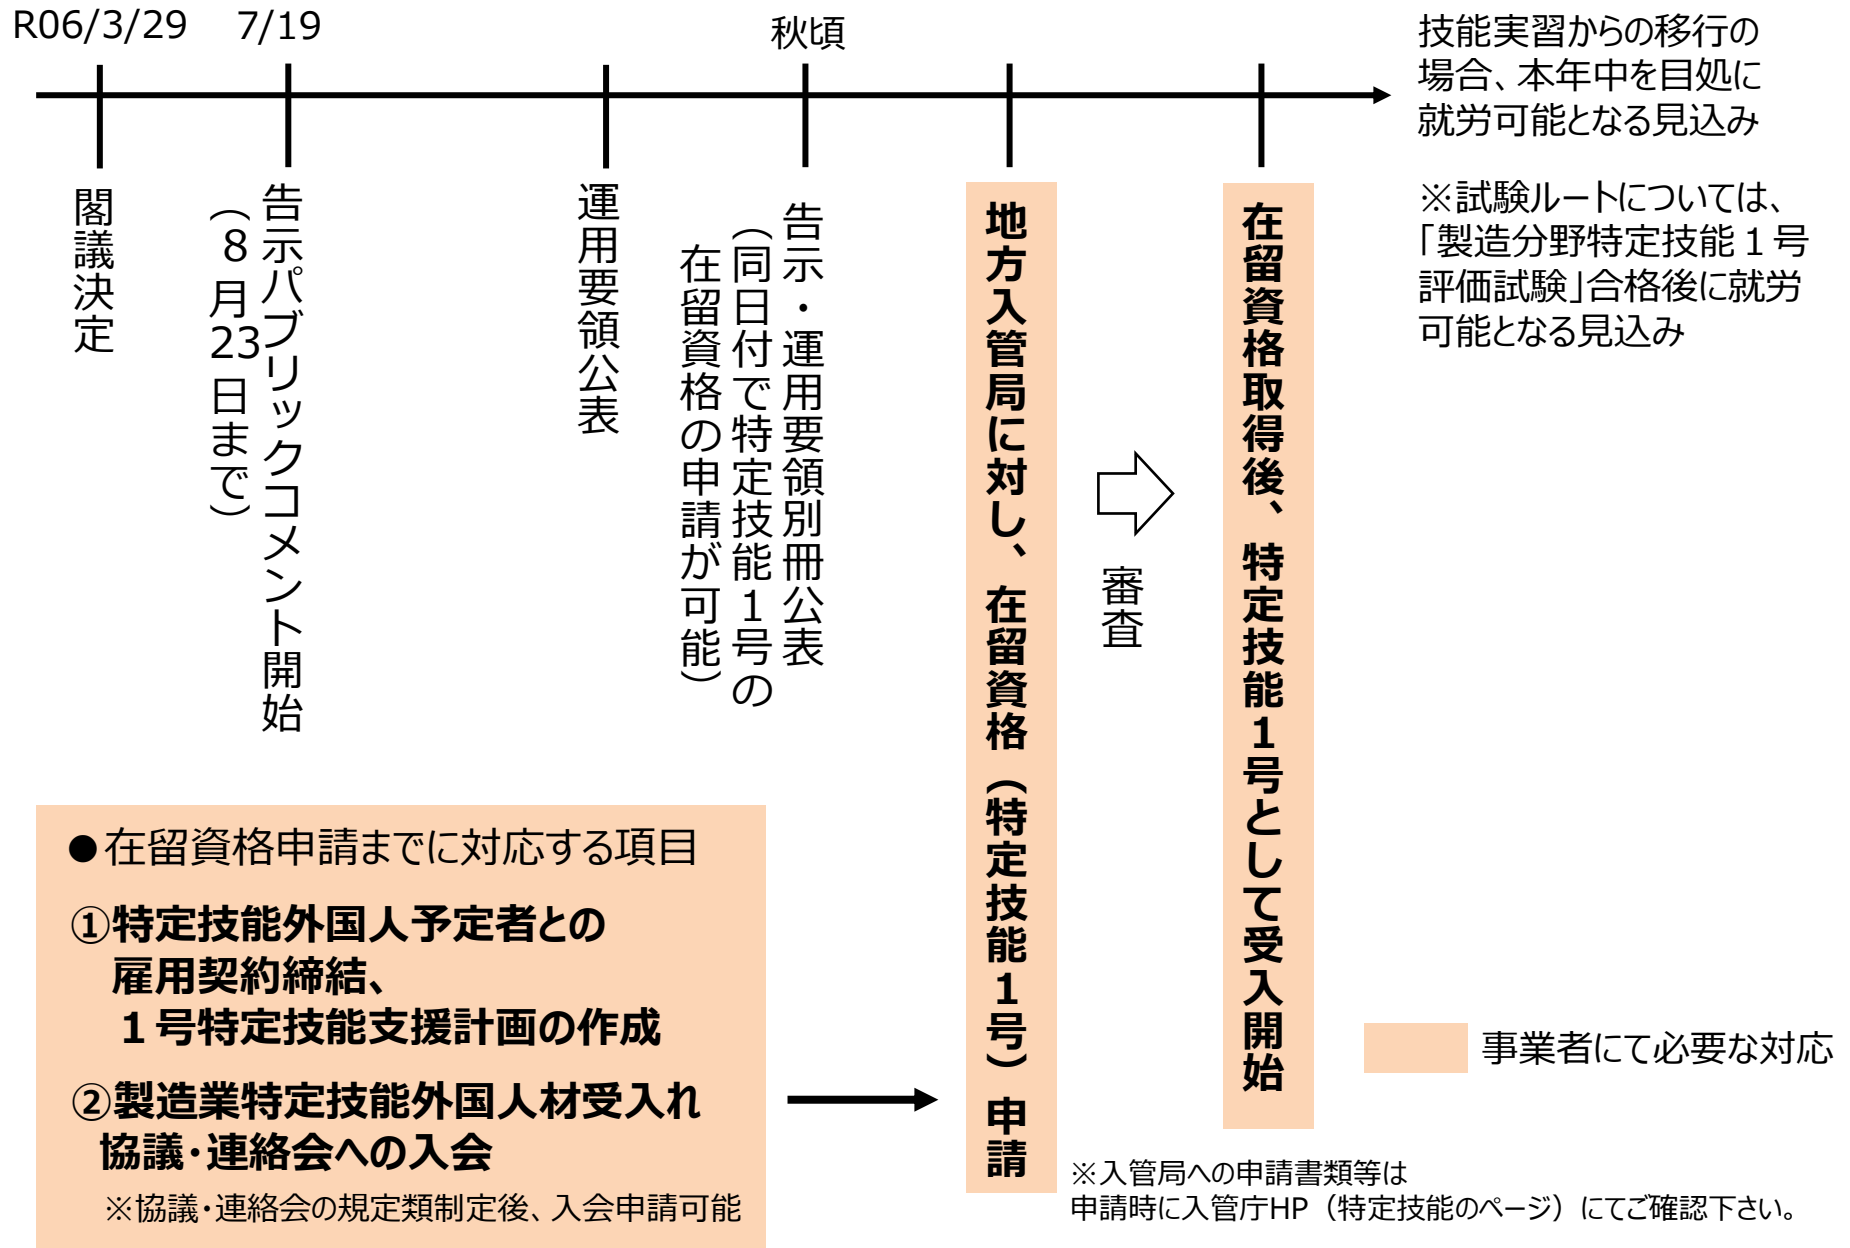 R06/3/29
7/19
秋頃
技能実習からの移行の
場合、本年中を目処に
就労可能となる見込み
※試験ルートについては、
「製造分野特定技能１号
評価試験」合格後に就労
可能となる見込み
閣議決定
告示パブリックコメント開始
（８月23日まで）
運用要領公表
告示・運用要領別冊公表
（同日付で特定技能１号の
在留資格の申請が可能）
地方入管局に対し、在留資格（特定技能１号）申請
審査
在留資格取得後、特定技能１号として受入開始
●在留資格申請までに対応する項目
①特定技能外国人予定者との
雇用契約締結、
１号特定技能支援計画の作成
②製造業特定技能外国人材受入れ
協議・連絡会への入会
※協議・連絡会の規定類制定後、入会申請可能
事業者にて必要な対応
※入管局への申請書類等は
申請時に入管庁HP（特定技能のページ）にてご確認下さい。